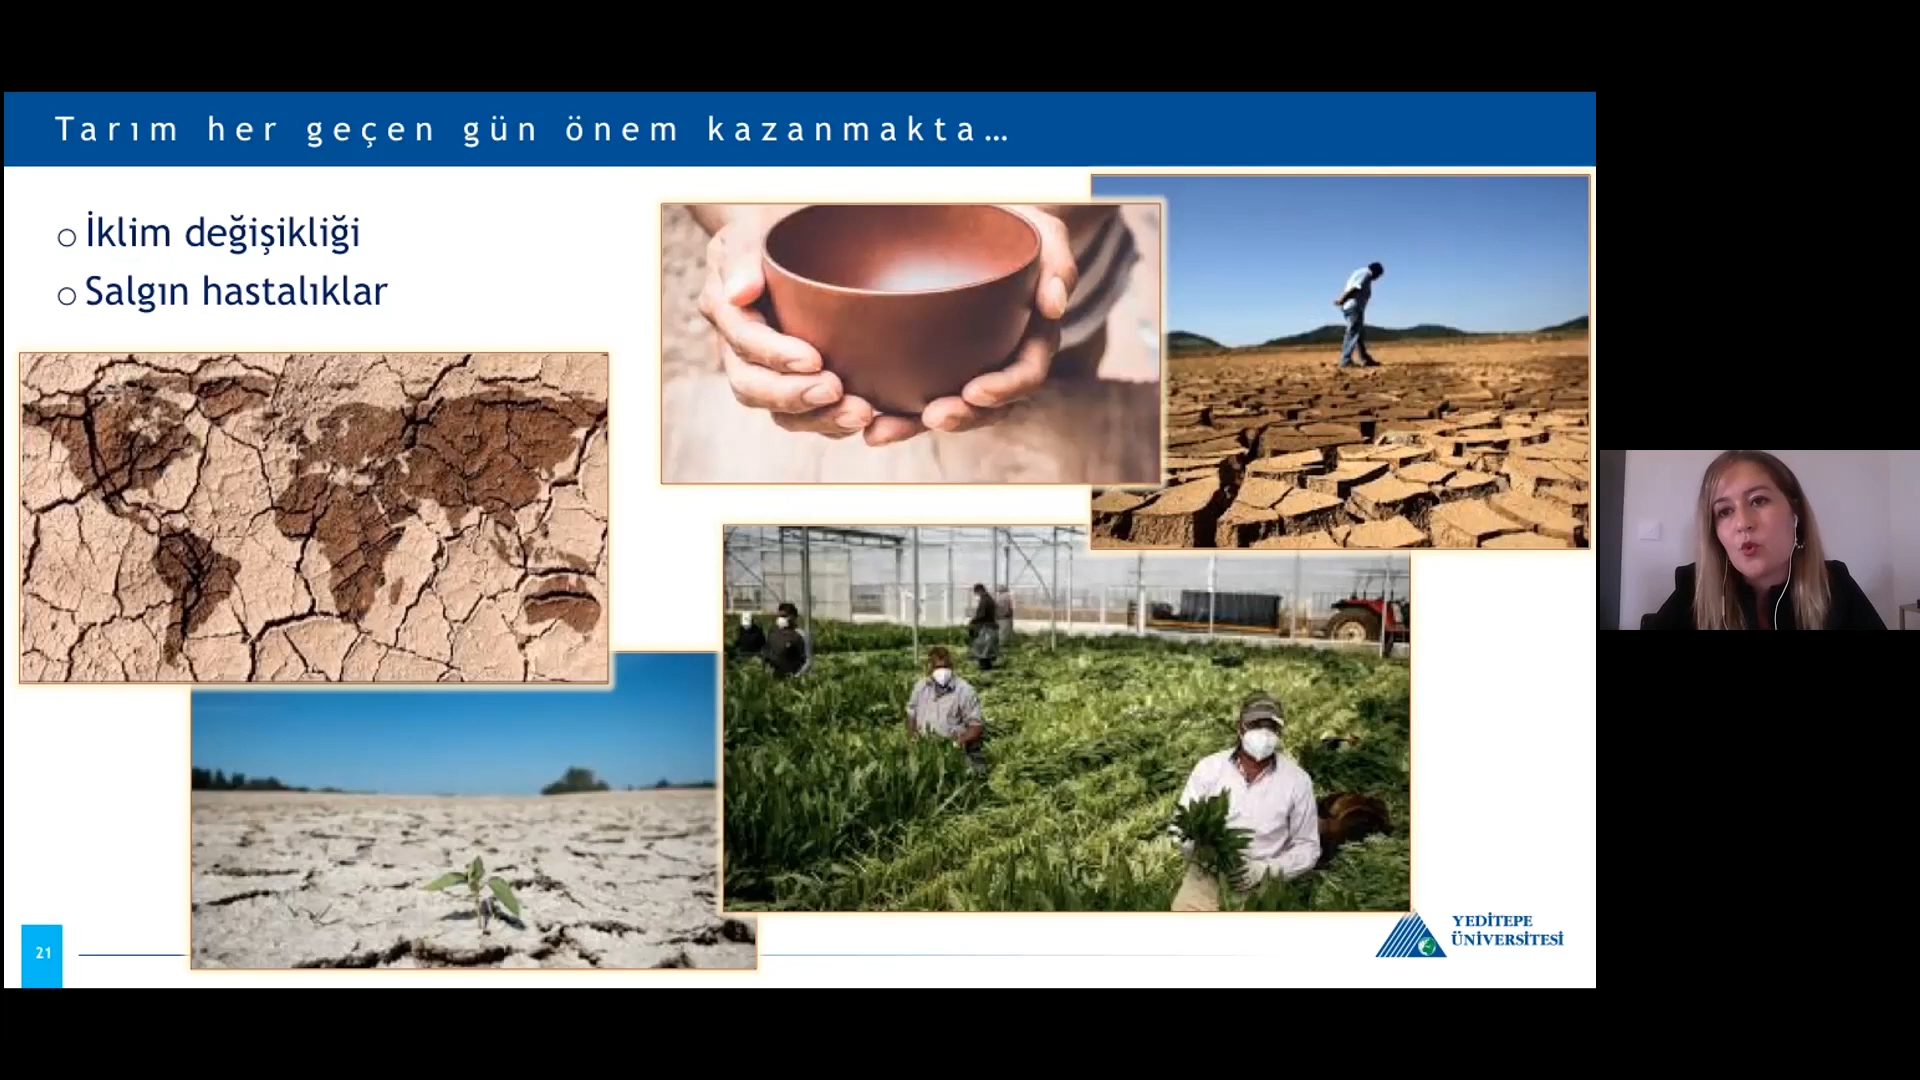 Tarım her geçen gün önem kazanmakta…
İklim değişikliği
Salgın hastalıklar
21
YEDİTEPE
ÜNİVERSİTESİ